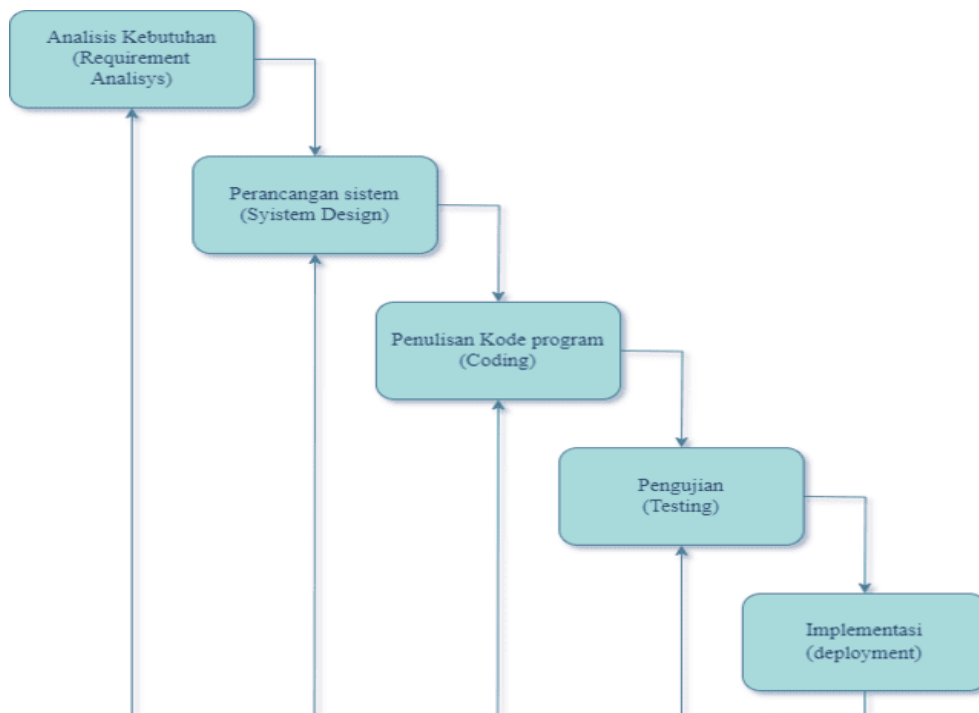 Analisis Kebutuhan
(Requirement
Analisys)
Perancangan sistem
(Syistem Design)
Penulisan Kode program
(Coding)
Pengujian
(Testing)
Implementasi
(deployment)